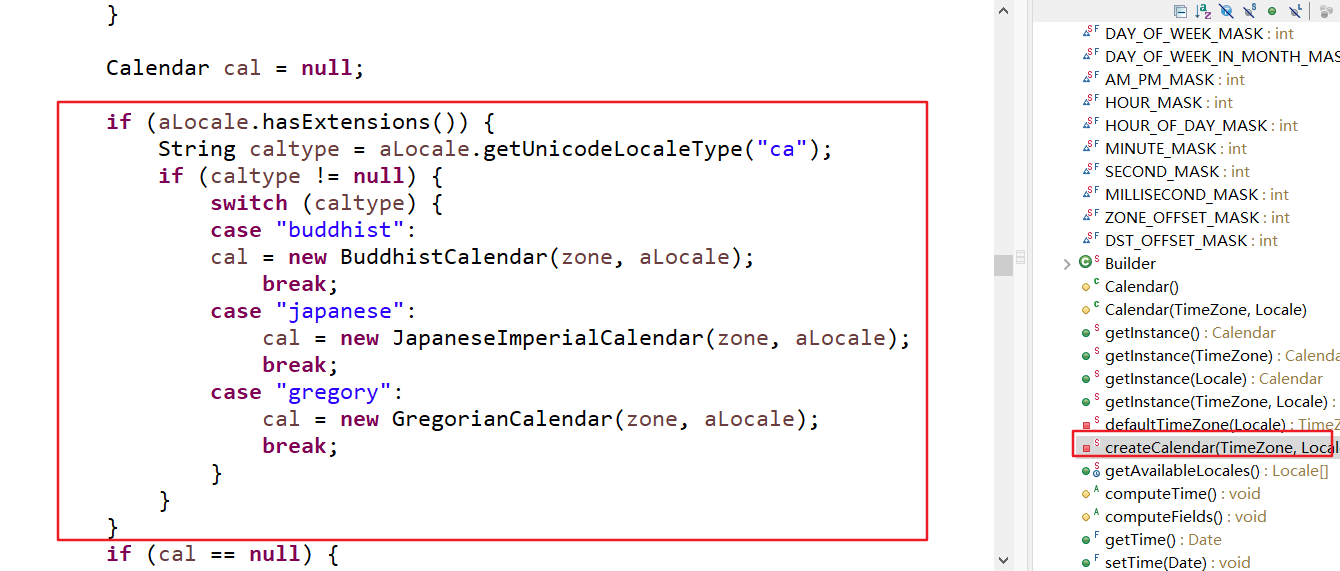 }
Calendar cal = null;
if (aLocale.hasExtensions()) {
String caltype = aLocale.getUnicodeLocaleType("ca");
if (caltype != null) {
switch (caltype) {
case "buddhist":
cal = new BuddhistCalendar(zone, aLocale);
break;
case "japanese":
cal = new JapaneseImperialCalendar(zone, aLocale);
break;
case "gregory":
cal = new GregorianCalendar(zone, aLocale);
break;
}
}
}
if (cal == null) {
DAY_OF_WEEK_MASK : int
DAY_OF_WEEK_IN_MONTH_MAS
AM_PM_MASK : int
HOUR_MASK : int
HOUR_OF_DAY_MASK : int
MINUTE_MASK : int
SECOND_MASK : int
MILLISECOND_MASK : int
ZONE_OFFSET_MASK : int
DST_OFFSET_MASK : int
Builder
Calendar()
Calendar(TimeZone, Locale)
getInstance() : Calendar
getInstance(TimeZone) : Calenda
getInstance(Locale) : Calendar
getInstance(TimeZone, Locale) :
defaultTimeZone(Locale) : TimeZ
createCalendar(TimeZone, Local
getAvailableLocales() : Locale[]
computeTime() : void
computeFields() : void
getTime() : Date
setTime(Date) : void